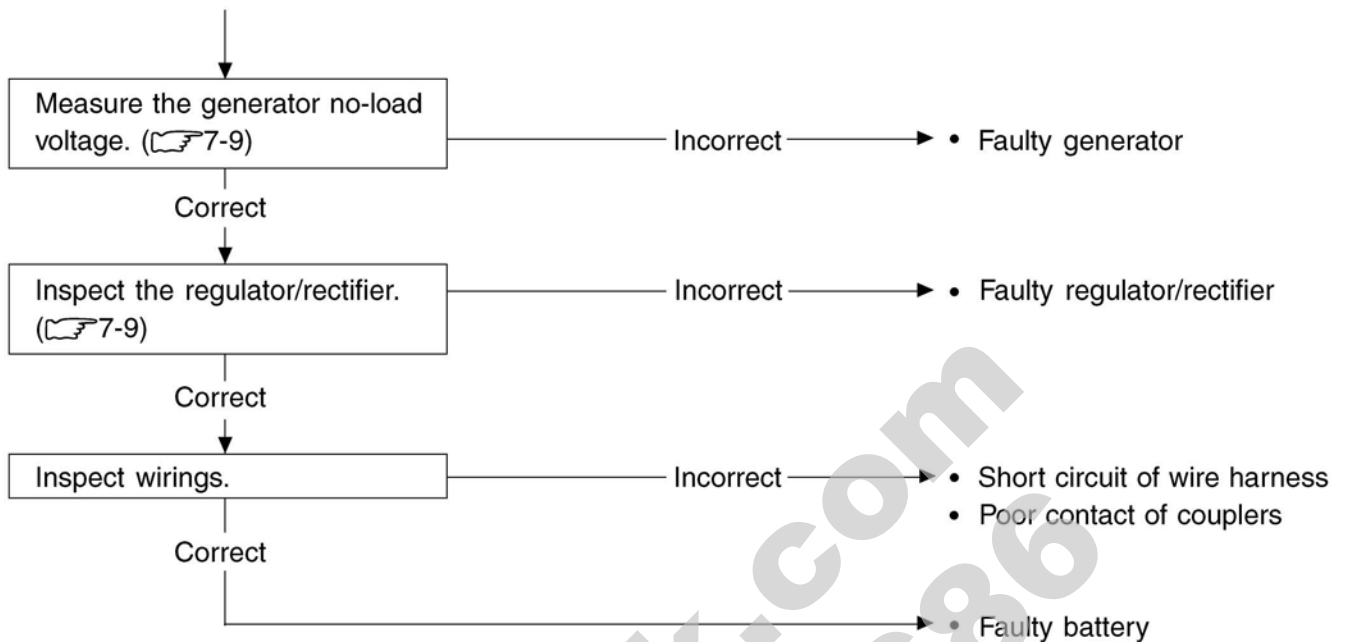 Measure the generator no-load
voltage. (7-9)
Incorrect
• Faulty generator
Correct
Inspect the regulator/rectifier.
(7-9)
Incorrect
• Faulty regulator/rectifier
Correct
Inspect wirings.
Incorrect
• Short circuit of wire harness
• Poor contact of couplers
Correct
• Faulty battery